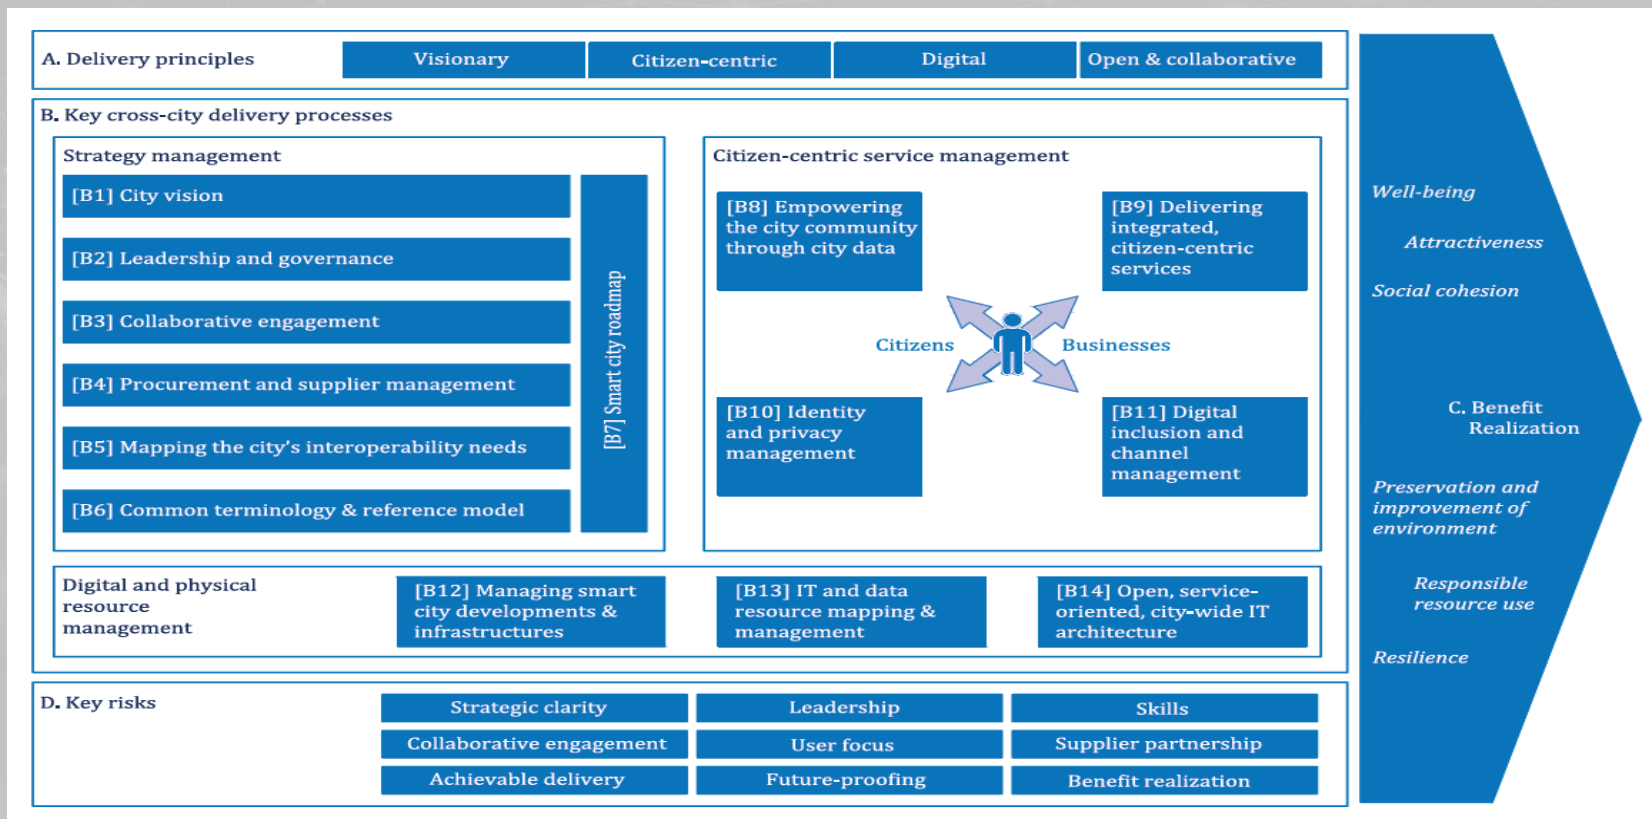 A. Delivery principles
Visionary
Citizen-centric
Digital
Open & collaborative
B. Key cross-city delivery processes
Strategy management
[B1] City vision
[B2] Leadership and governance
[B3] Collaborative engagement
[B4] Procurement and supplier management
[B5] Mapping the city's interoperability needs
[B6] Common terminology & reference model
[B7] Smart city roadmap
Citizen-centric service management
[B8] Empowering
the city community
through city data
[B9] Delivering
integrated,
citizen-centric
services
Citizens
Businesses
[B10] Identity
and privacy
management
[B11] Digital
inclusion and
channel
management
Digital and physical
resource
management
[B12] Managing smart
city developments &
infrastructures
[B13] IT and data
resource mapping &
management
[B14] Open, service-
oriented, city-wide IT
architecture
D. Key risks
Strategic clarity
Leadership
Skills
Collaborative engagement
User focus
Supplier partnership
Achievable delivery
Future-proofing
Benefit realization
Well-being
Attractiveness
Social cohesion
C. Benefit
Realization
Preservation and
improvement of
environment
Responsible
resource use
Resilience